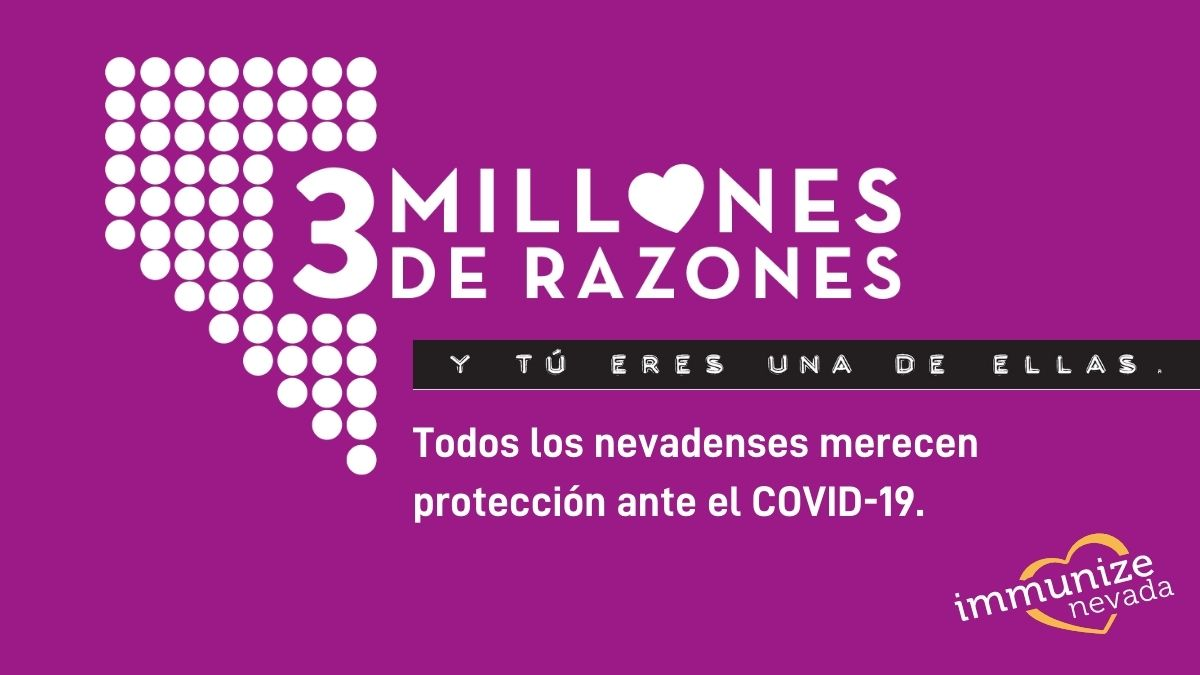 3 MILLONES
DE RAZONES
Y TÚ ERES UNA DE ELLAS.
Todos los nevadenses merecen
protección ante el COVID-19.
immunize
nevada